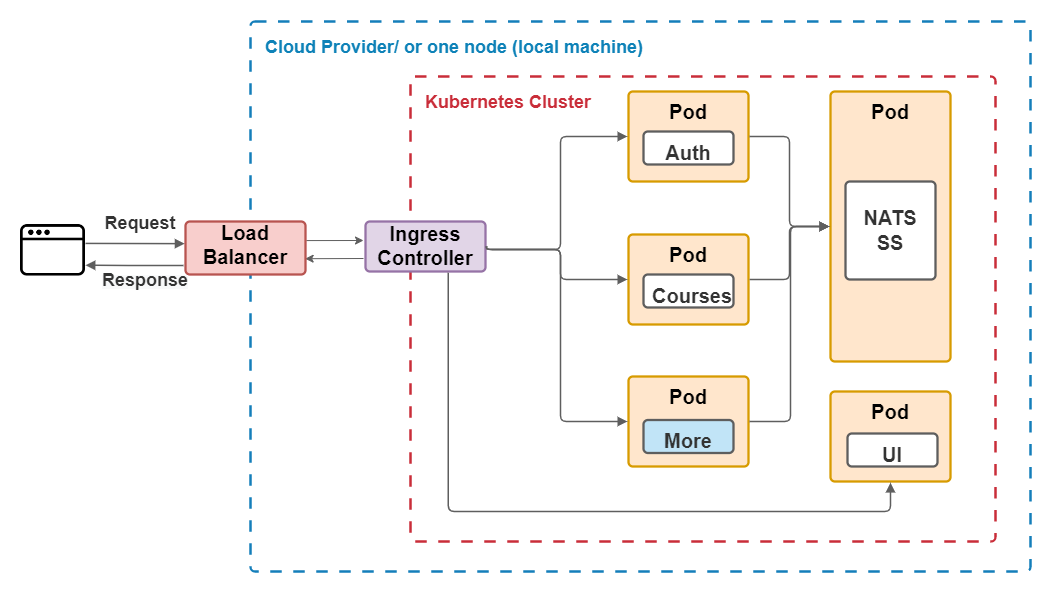 Cloud Provider/ or one node (local machine)
Kubernetes Cluster
Pod
Auth
Pod
NATS
SS
Request
Response
Load
Balancer
Ingress
Controller
Pod
Courses
Pod
More
Pod
UI